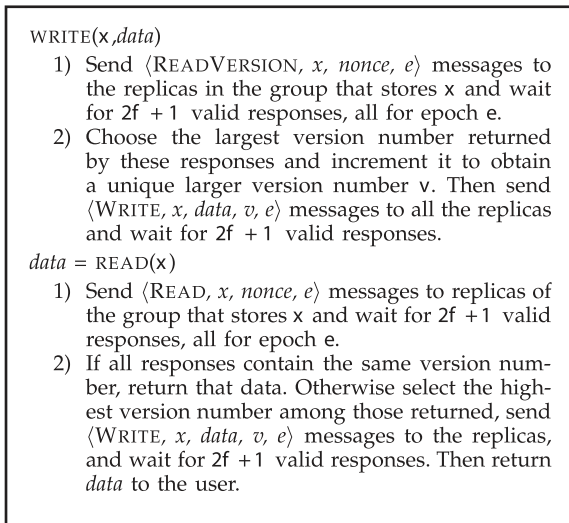 WRITE(x,data)
1) Send ⟨READVERSION, x, nonce, e⟩ messages to
the replicas in the group that stores x and wait
for 2f + 1 valid responses, all for epoch e.
2) Choose the largest version number returned
by these responses and increment it to obtain
a unique larger version number v. Then send
⟨WRITE, x, data, v, e⟩ messages to all the replicas
and wait for 2f + 1 valid responses.
data = READ(x)
1) Send ⟨READ, x, nonce, e⟩ messages to replicas of
the group that stores x and wait for 2f +1 valid
responses, all for epoch e.
2) If all responses contain the same version num-
ber, return that data. Otherwise select the high-
est version number among those returned, send
⟨WRITE, x, data, v, e⟩ messages to the replicas,
and wait for 2f +1 valid responses. Then return
data to the user.